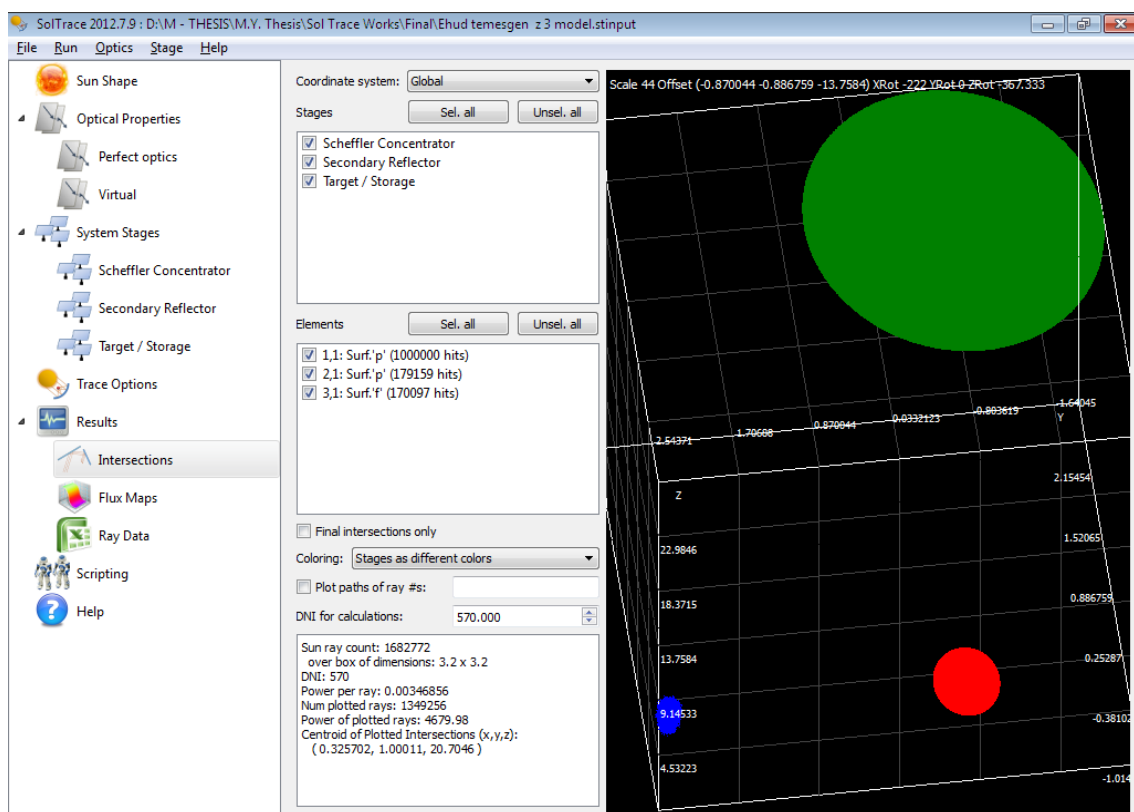 SolTrace 2012.7.9 : D:\M - THESIS\M.Y. Thesis\Sol Trace Works\Final\Ehud temesgen  z 3 model.stinput
File Run Optics Stage Help
Sun Shape
Optical Properties
Perfect optics
Virtual
System Stages
Scheffler Concentrator
Secondary Reflector
Target / Storage
Trace Options
Results
Intersections
Flux Maps
Ray Data
Scripting
Help
Coordinate system: Global
Stages Sel. all Unsel. all
Scheffler Concentrator
Secondary Reflector
Target / Storage
Elements Sel. all Unsel. all
1,1: Surf.'p' (1000000 hits)
2,1: Surf.'p' (179159 hits)
3,1: Surf.'f' (170097 hits)
Final intersections only
Coloring: Stages as different colors
Plot paths of ray #s:
DNI for calculations: 570.000
Sun ray count: 1682772
over box of dimensions: 3.2 x 3.2
DNI: 570
Power per ray: 0.00346856
Num plotted rays: 1349256
Power of plotted rays: 4679.98
Centroid of Plotted Intersections (x,y,z):
( 0.325702, 1.00011, 20.7046 )
Scale 44 Offset (-0.870044 -0.886759 -13.7584) XRot -222 YRot 0 ZRot -367.333
2.54371 1.70688 0.870044 0.0332123 -0.803619 -1.64045
Y
Z
2.15454
22.9846
1.52065
18.3715
0.886759
13.7584
0.25287
9.14533
-0.38102
4.53223
-1.014